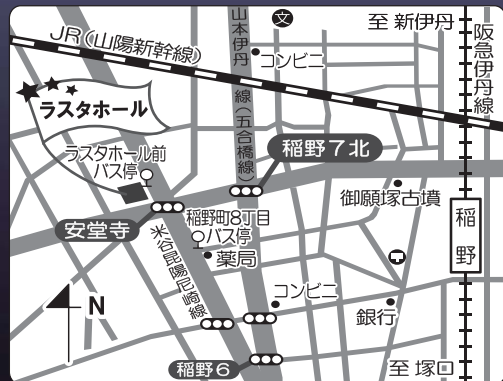 JR(山陽新幹線)
山本伊丹線(五合橋線)
文
コンビニ
至 新伊丹
阪急伊丹線
ラスタホール
ラスタホール前
バス停
稲野7北
御願塚古墳
稲野
安堂寺
稲野町8丁目
バス停
薬局
米谷昆陽尼崎線
コンビニ
銀行
N
稲野6
至 塚口